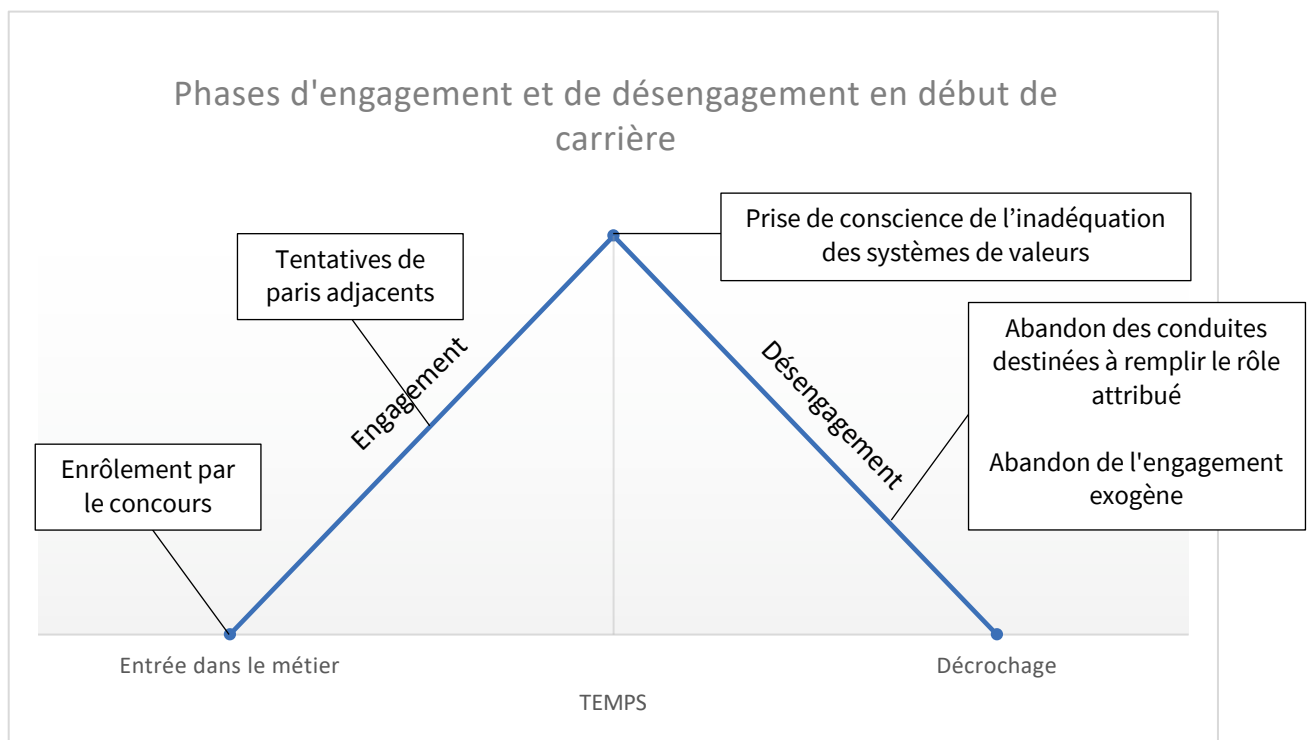 Phases d'engagement et de désengagement en début de
carrière
Prise de conscience de l’inadéquation
des systèmes de valeurs
Tentatives de
paris adjacents
Abandon des conduites
destinées à remplir le rôle
attribué
Abandon de l'engagement
exogène
Engagement
Désengagement
Enrôlement par
le concours
Entrée dans le métier
Décrochage
TEMPS